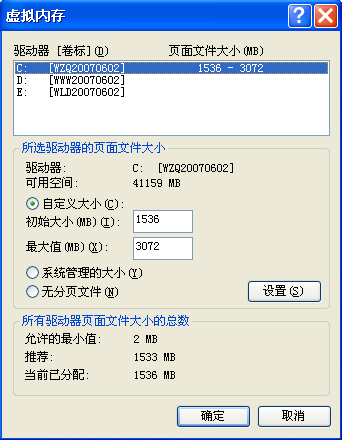 虚拟内存
驱动器 [卷标](D) 页面文件大小(MB)
C: [WZQ20070602] 1536 - 3072
D: [WWW20070602]
E: [WLD20070602]
所选驱动器的页面文件大小
驱动器: C: [WZQ20070602]
可用空间: 41159 MB
自定义大小(C):
初始大小(MB)(I): 1536
最大值(MB)(X): 3072
系统管理的大小(Y)
无分页文件(N) 设置(S)
所有驱动器页面文件大小的总数
允许的最小值: 2 MB
推荐: 1533 MB
当前已分配: 1536 MB
确定 取消